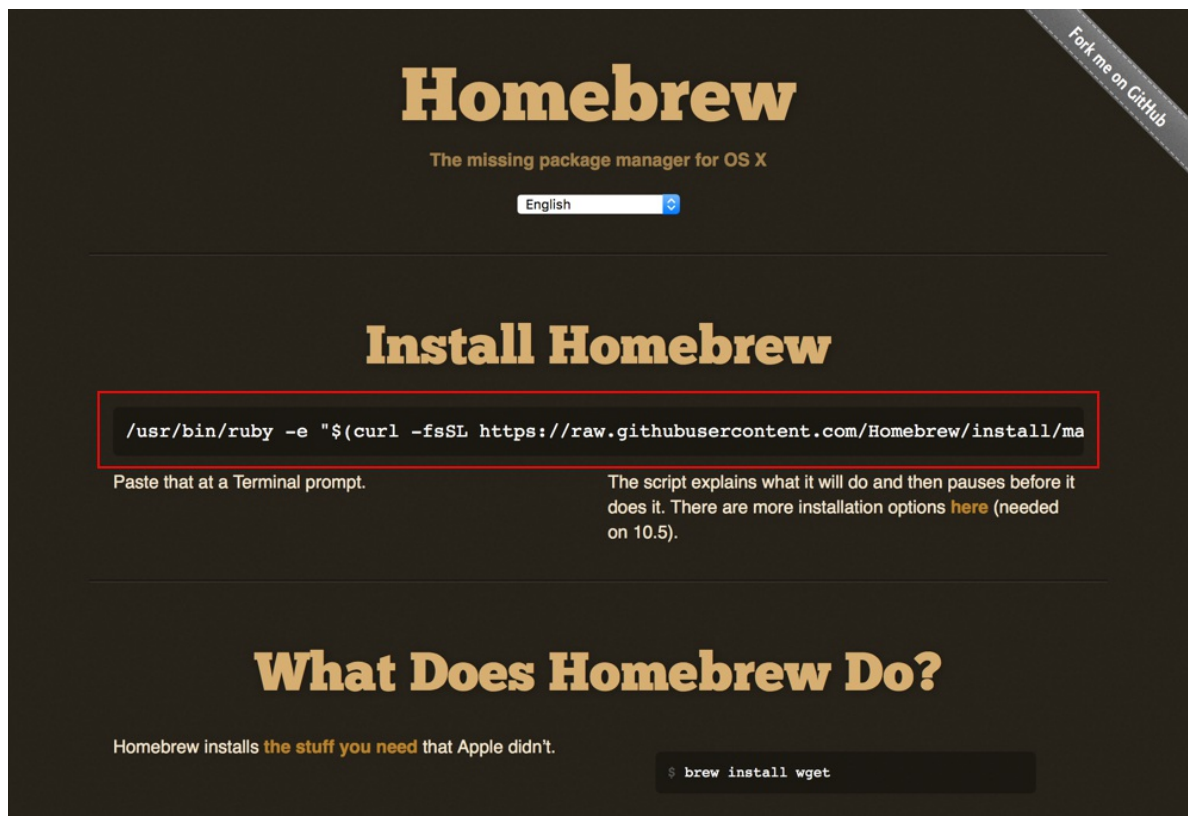 Fork me on GitHub
Homebrew
The missing package manager for OS X
English
Install Homebrew
/usr/bin/ruby -e "$(curl -fsSL https://raw.githubusercontent.com/Homebrew/install/ma
Paste that at a Terminal prompt.
The script explains what it will do and then pauses before it
does it. There are more installation options here (needed
on 10.5).
What Does Homebrew Do?
Homebrew installs the stuff you need that Apple didn’t.
$ brew install wget